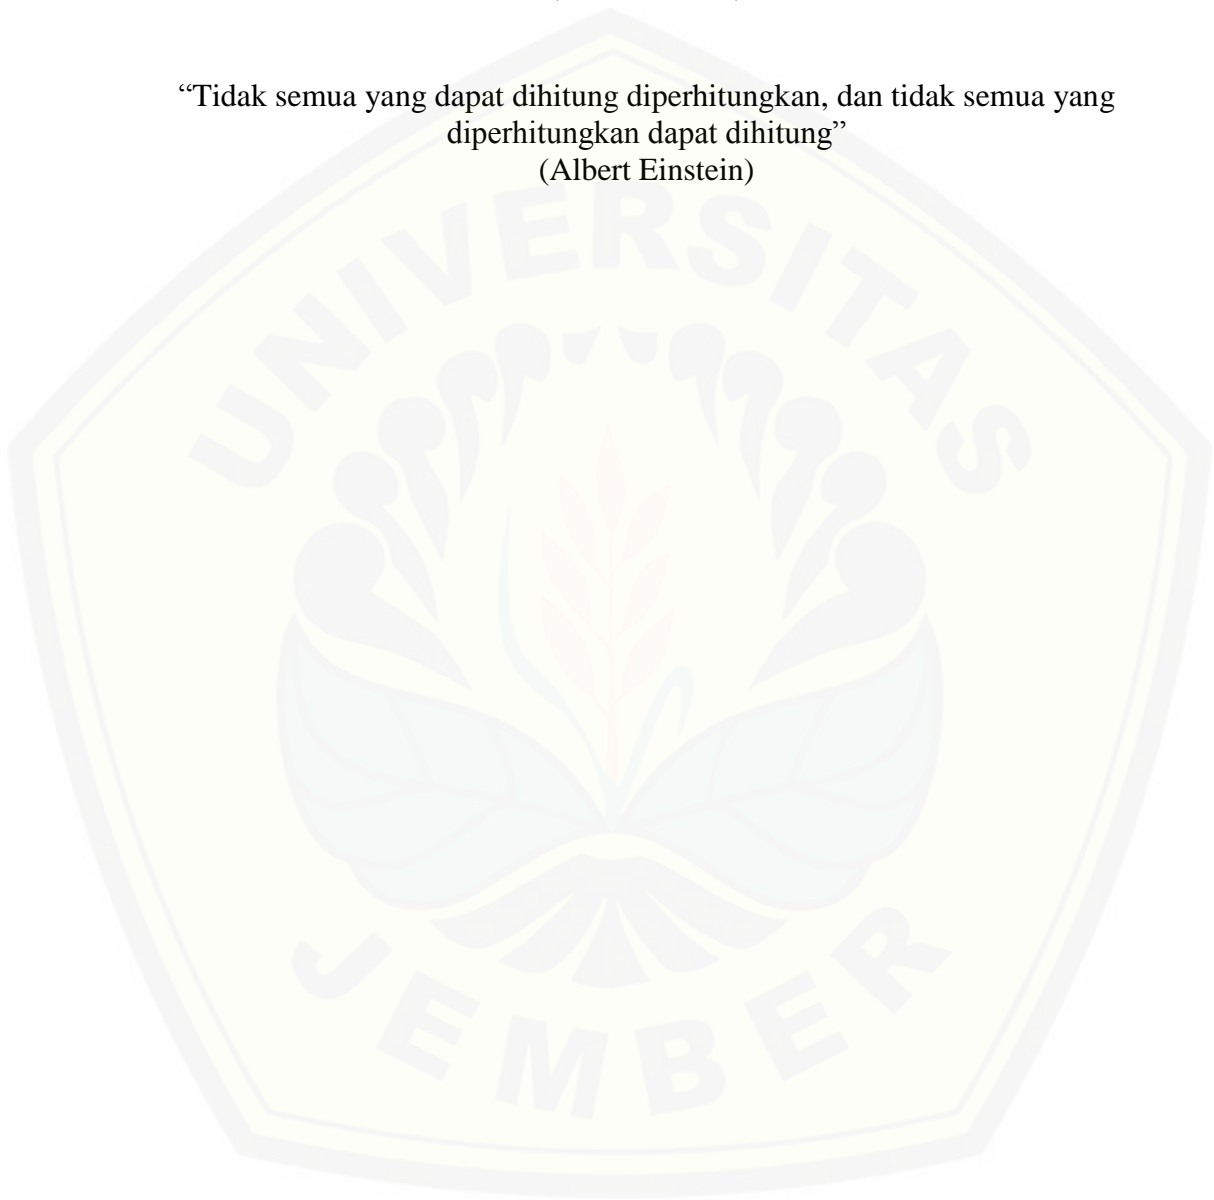 “Tidak semua yang dapat dihitung diperhitungkan, dan tidak semua yang
diperhitungkan dapat dihitung”
(Albert Einstein)
UNIVERSITAS
JEMBER